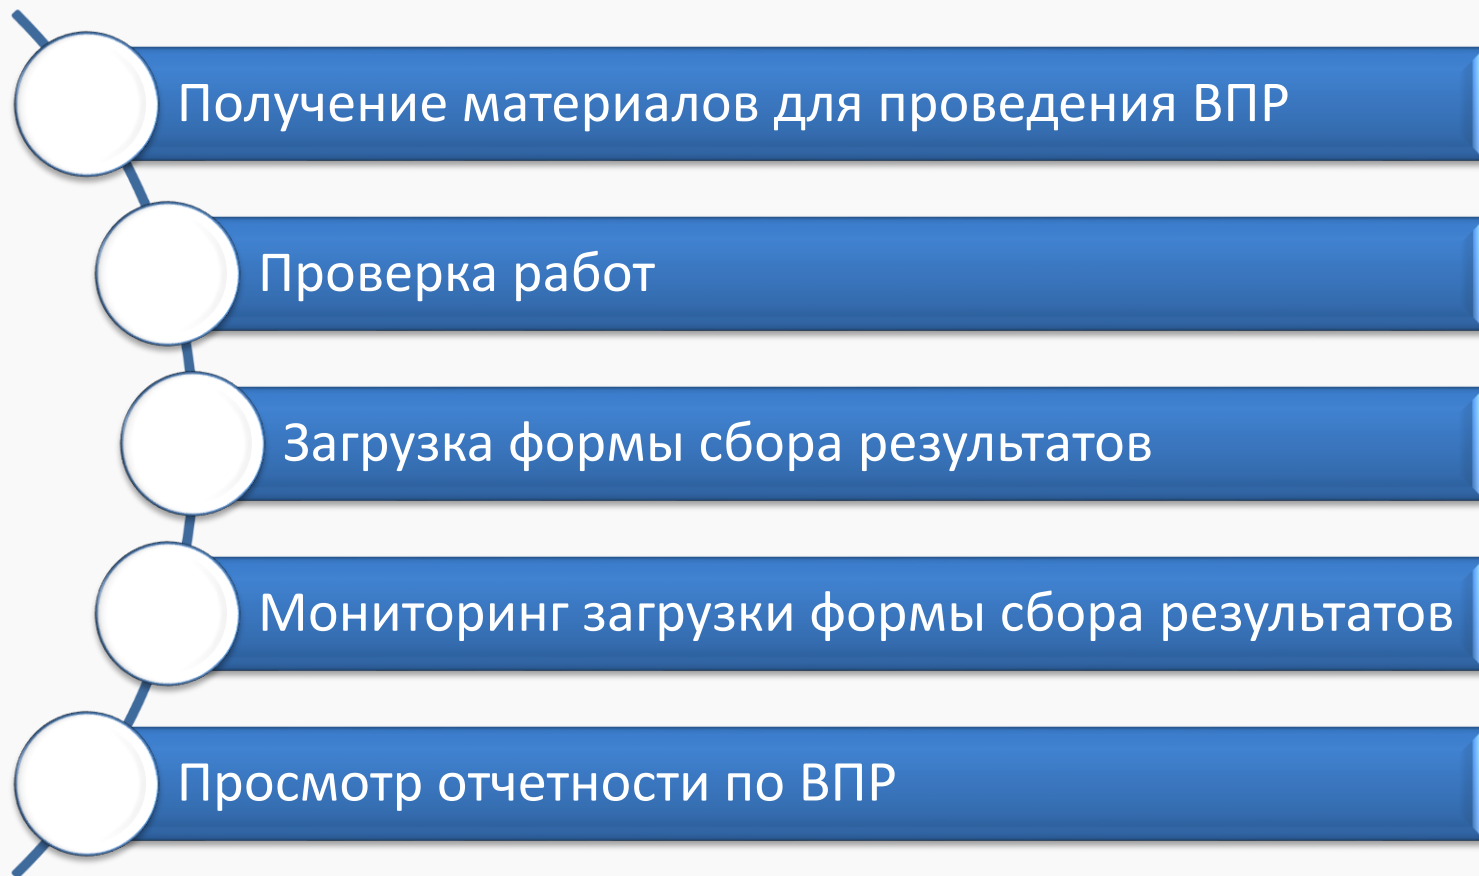 Получение материалов для проведения ВПР
Проверка работ
Загрузка формы сбора результатов
Мониторинг загрузки формы сбора результатов
Просмотр отчетности по ВПР